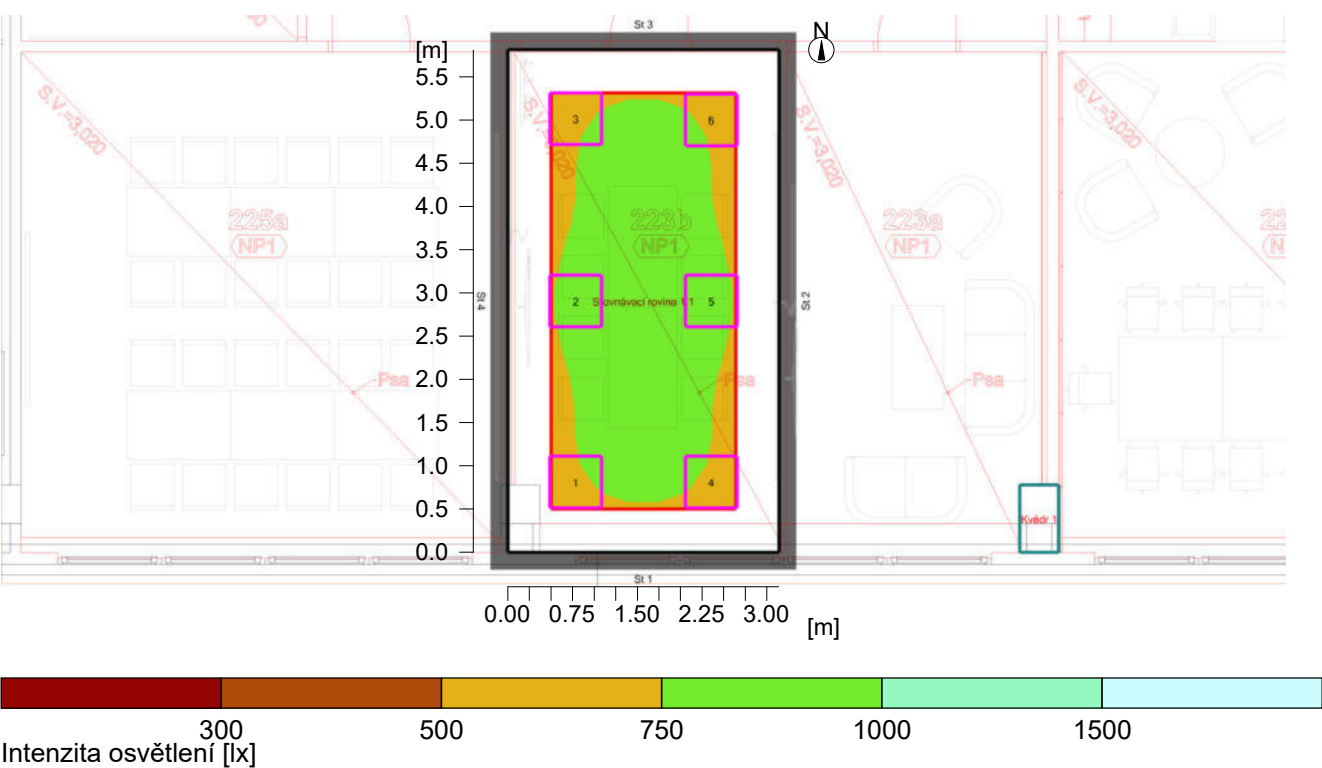 St 3
N
[m]
5.5
5.0
4.5
4.0
3.5
3.0
2.5
2.0
1.5
1.0
0.5
0.0
S.V.=3,020
S.V.=3,020
S.V.=3,020
S.V.=3,020
3
6
225a
NP1
223b
NP1
223a
NP1
22
N
St 4
2
Srovnávací rovina 1.1
5
St 2
Psa
Psa
Psa
1
4
Kvádr 1
St 1
0.00 0.75 1.50 2.25 3.00
[m]
300 500 750 1000 1500
Intenzita osvětlení [lx]